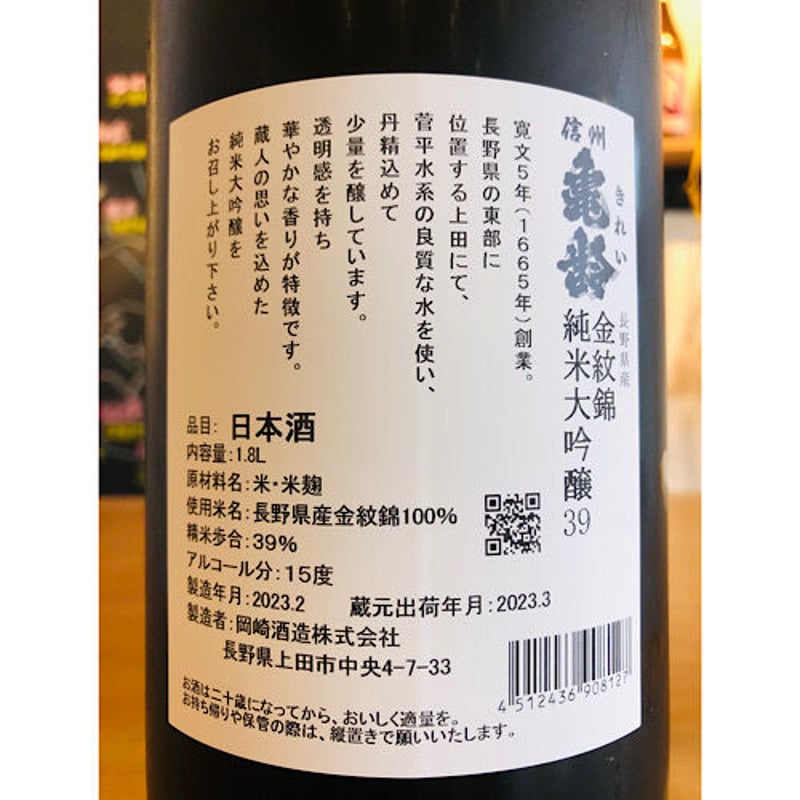 信州
亀齢
きれい
長野県産
金紋錦
純米大吟醸39
寛文5年(1665年)創業。
長野県の東部に
位置する上田にて、
菅平水系の良質な水を使い、
丹精込めて
少量を醸しています。
透明感を持ち
華やかな香りが特徴です。
蔵人の思いを込めた
純米大吟醸を
お召し上がり下さい。
品目: 日本酒
内容量:1.8L
原材料名:米・米麹
使用米名:長野県産金紋錦100%
精米歩合:39%
アルコール分:15度
製造年月:2023.2 蔵元出荷年月:2023.3
製造者:岡崎酒造株式会社
長野県上田市中央4-7-33
4 512436 908127
お酒は二十歳になってから、おいしく適量を。
お持ち帰りや保管の際は、縦置きで願いいたします。